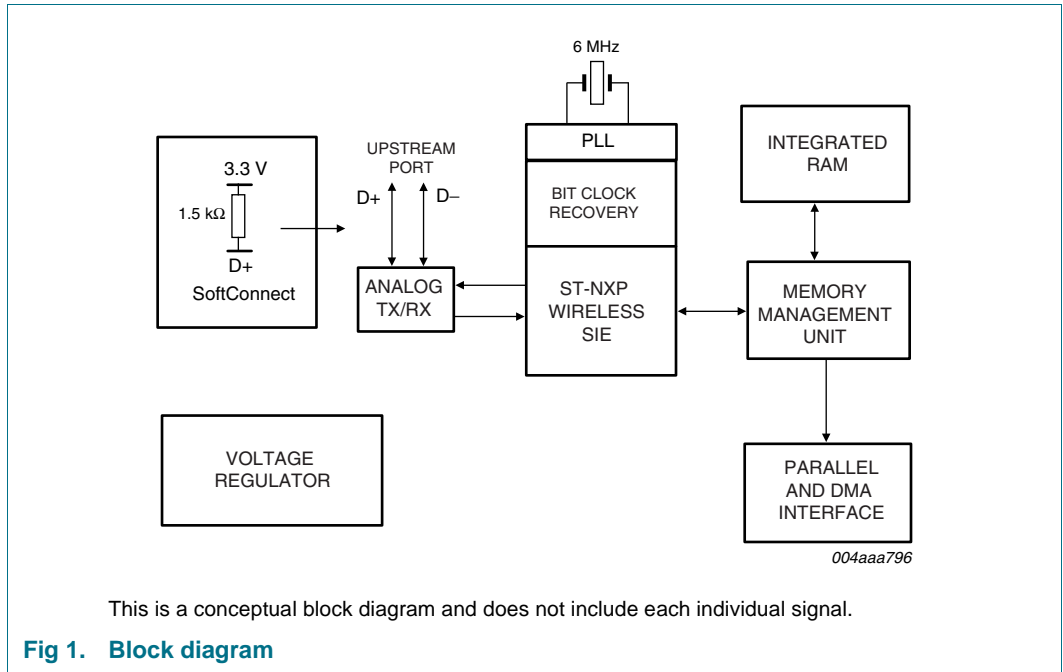 6 MHz
PLL
BIT CLOCK
RECOVERY
ST-NXP
WIRELESS
SIE
3.3 V
1.5 kΩ
D+
SoftConnect
UPSTREAM
PORT
D+
D−
ANALOG
TX/RX
INTEGRATED
RAM
MEMORY
MANAGEMENT
UNIT
PARALLEL
AND DMA
INTERFACE
VOLTAGE
REGULATOR
004aaa796
This is a conceptual block diagram and does not include each individual signal.
Fig 1. Block diagram